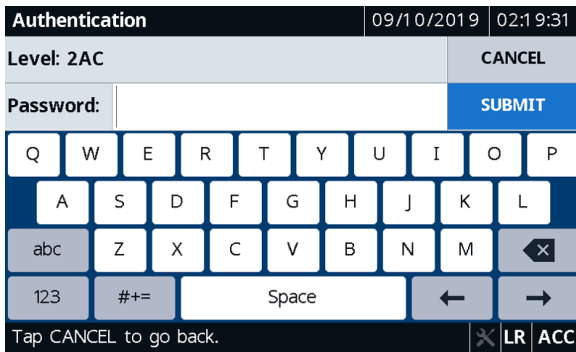 Authentication 09/10/2019 02:19:31
Level: 2AC CANCEL
Password: SUBMIT
Q W E R T Y U I O P
A S D F G H J K L
abc Z X C V B N M
123 #+= Space
Tap CANCEL to go back. LR ACC